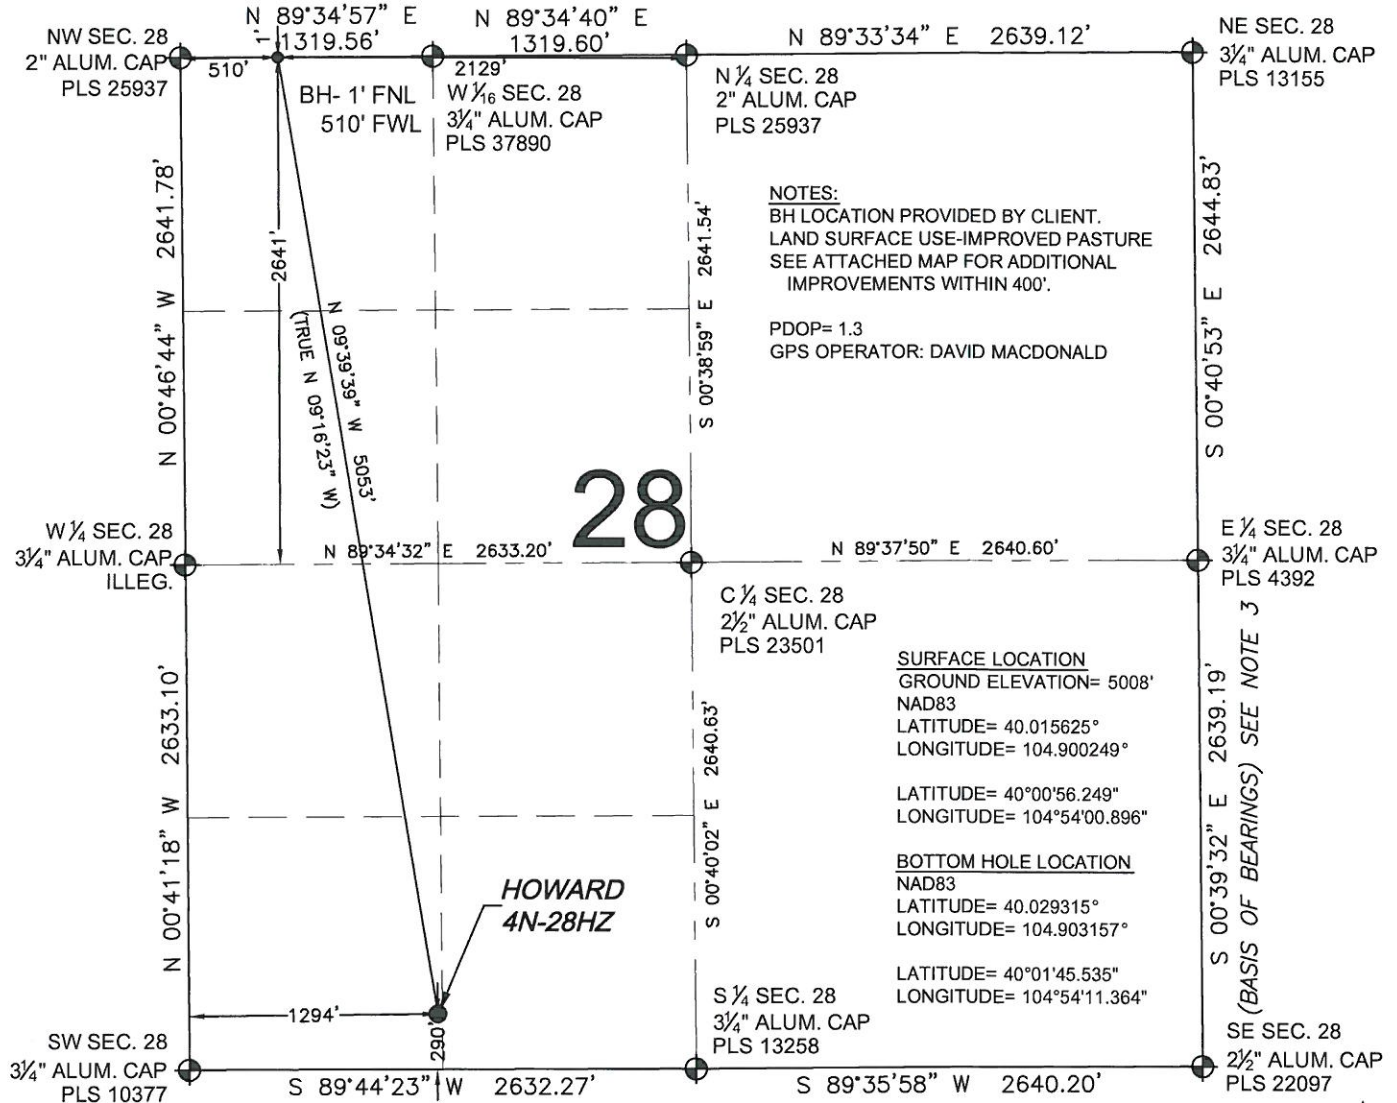 N 89°34'57" E
1319.56'
N 89°34'40" E
1319.60'
N 89°33'34" E 2639.12'
NW SEC. 28
2" ALUM. CAP
PLS 25937
1'
510'
2129'
BH- 1' FNL
510' FWL
W 1/16 SEC. 28
3¼" ALUM. CAP
PLS 37890
N ¼ SEC. 28
2" ALUM. CAP
PLS 25937
NE SEC. 28
3¼" ALUM. CAP
PLS 13155
N 00°46'44" W 2641.78'
2641'
N 09°39'39" W 5053'
(TRUE N 09°16'23" W)
S 00°38'59" E 2641.54'
NOTES:
BH LOCATION PROVIDED BY CLIENT.
LAND SURFACE USE-IMPROVED PASTURE
SEE ATTACHED MAP FOR ADDITIONAL
IMPROVEMENTS WITHIN 400'.
PDOP= 1.3
GPS OPERATOR: DAVID MACDONALD
S 00°40'53" E 2644.83'
28
W ¼ SEC. 28
3¼" ALUM. CAP
ILLEG.
N 89°34'32" E 2633.20'
N 89°37'50" E 2640.60'
C ¼ SEC. 28
2½" ALUM. CAP
PLS 23501
E ¼ SEC. 28
3¼" ALUM. CAP
PLS 4392
N 00°41'18" W 2633.10'
S 00°40'02" E 2640.63'
SURFACE LOCATION
GROUND ELEVATION= 5008'
NAD83
LATITUDE= 40.015625°
LONGITUDE= 104.900249°
LATITUDE= 40°00'56.249"
LONGITUDE= 104°54'00.896"
BOTTOM HOLE LOCATION
NAD83
LATITUDE= 40.029315°
LONGITUDE= 104.903157°
LATITUDE= 40°01'45.535"
LONGITUDE= 104°54'11.364"
S 00°39'32" E 2639.19'
(BASIS OF BEARINGS) SEE NOTE 3
HOWARD
4N-28HZ
1294'
290'
SW SEC. 28
3¼" ALUM. CAP
PLS 10377
S 89°44'23" W 2632.27'
S ¼ SEC. 28
3¼" ALUM. CAP
PLS 13258
S 89°35'58" W 2640.20'
SE SEC. 28
2½" ALUM. CAP
PLS 22097